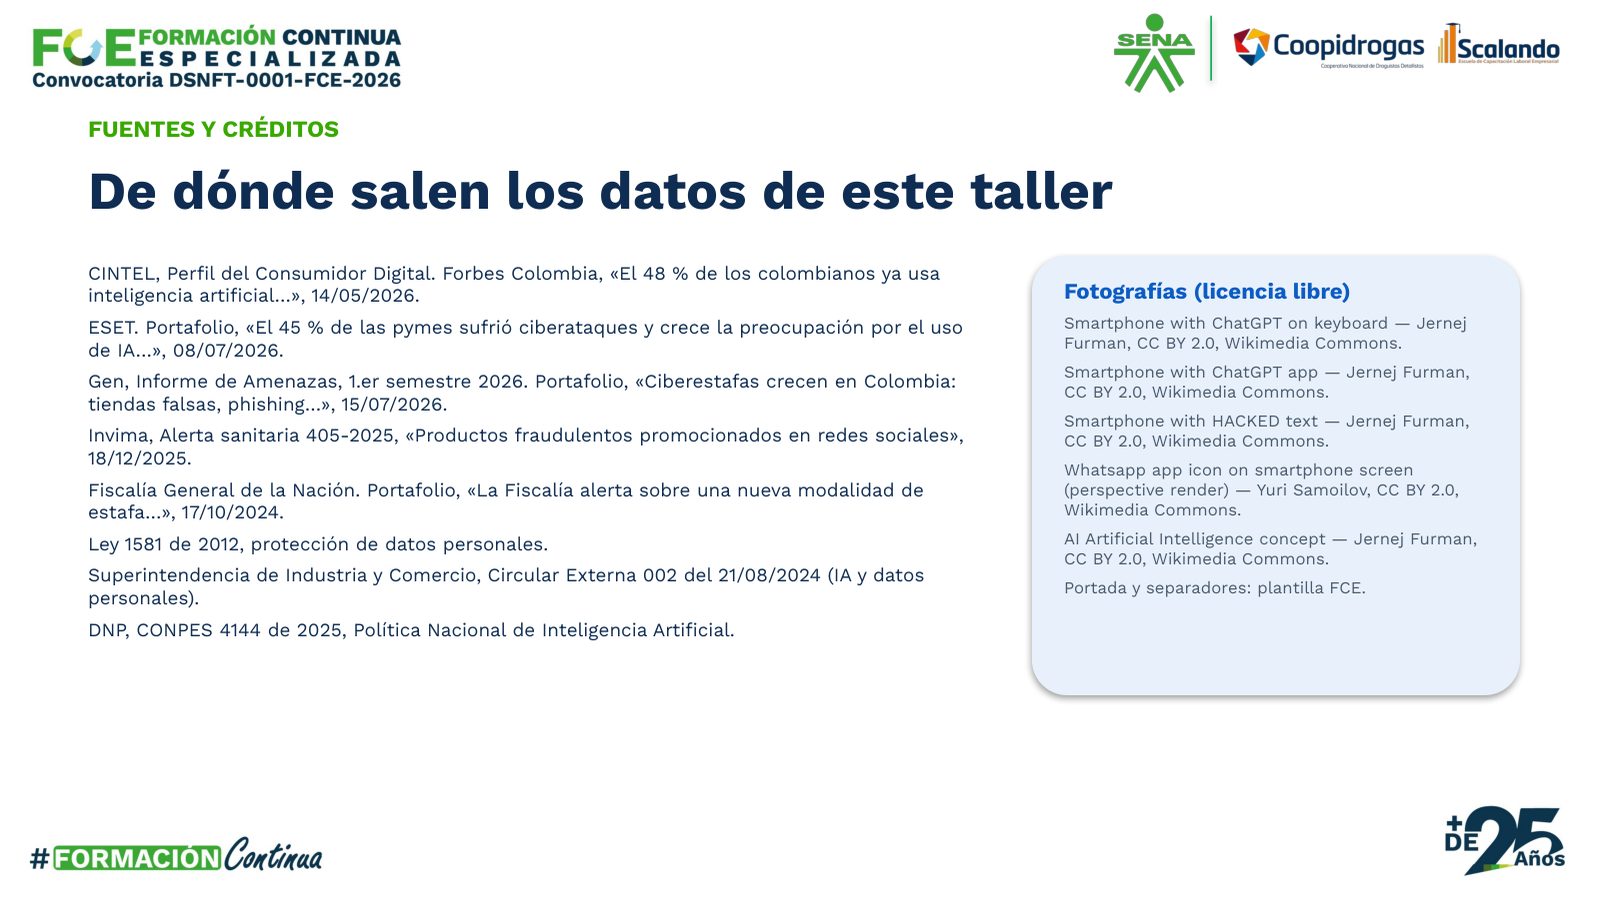 FCE FORMACIÓN CONTINUA
ESPECIALIZADA
Convocatoria DSNFT-0001-FCE-2026
SENA
Coopidrogas
Cooperativa Nacional de Droguistas Detallistas
Scalando
Escuela de Capacitación Laboral Empresarial
FUENTES Y CRÉDITOS
De dónde salen los datos de este taller
CINTEL, Perfil del Consumidor Digital. Forbes Colombia, «El 48 % de los colombianos ya usa
inteligencia artificial...», 14/05/2026.
ESET. Portafolio, «El 45 % de las pymes sufrió ciberataques y crece la preocupación por el uso
de IA...», 08/07/2026.
Gen, Informe de Amenazas, 1.er semestre 2026. Portafolio, «Ciberestafas crecen en Colombia:
tiendas falsas, phishing...», 15/07/2026.
Invima, Alerta sanitaria 405-2025, «Productos fraudulentos promocionados en redes sociales»,
18/12/2025.
Fiscalía General de la Nación. Portafolio, «La Fiscalía alerta sobre una nueva modalidad de
estafa...», 17/10/2024.
Ley 1581 de 2012, protección de datos personales.
Superintendencia de Industria y Comercio, Circular Externa 002 del 21/08/2024 (IA y datos
personales).
DNP, CONPES 4144 de 2025, Política Nacional de Inteligencia Artificial.
Fotografías (licencia libre)
Smartphone with ChatGPT on keyboard — Jernej
Furman, CC BY 2.0, Wikimedia Commons.
Smartphone with ChatGPT app — Jernej Furman,
CC BY 2.0, Wikimedia Commons.
Smartphone with HACKED text — Jernej Furman,
CC BY 2.0, Wikimedia Commons.
Whatsapp app icon on smartphone screen
(perspective render) — Yuri Samoilov, CC BY 2.0,
Wikimedia Commons.
AI Artificial Intelligence concept — Jernej Furman,
CC BY 2.0, Wikimedia Commons.
Portada y separadores: plantilla FCE.
#FORMACIÓN Continua
+ DE 25 Años